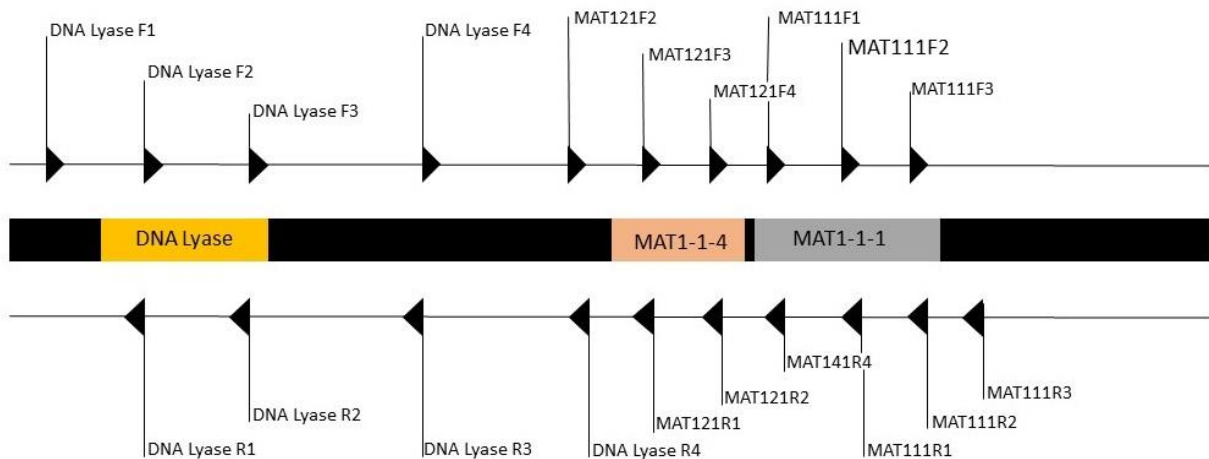 DNA Lyase F1
DNA Lyase F2
DNA Lyase F3
DNA Lyase F4
MAT121F2
MAT121F3
MAT121F4
MAT111F1
MAT111F2
MAT111F3
DNA Lyase
MAT1-1-4
MAT1-1-1
DNA Lyase R1
DNA Lyase R2
DNA Lyase R3
DNA Lyase R4
MAT121R1
MAT121R2
MAT141R4
MAT111R1
MAT111R2
MAT111R3